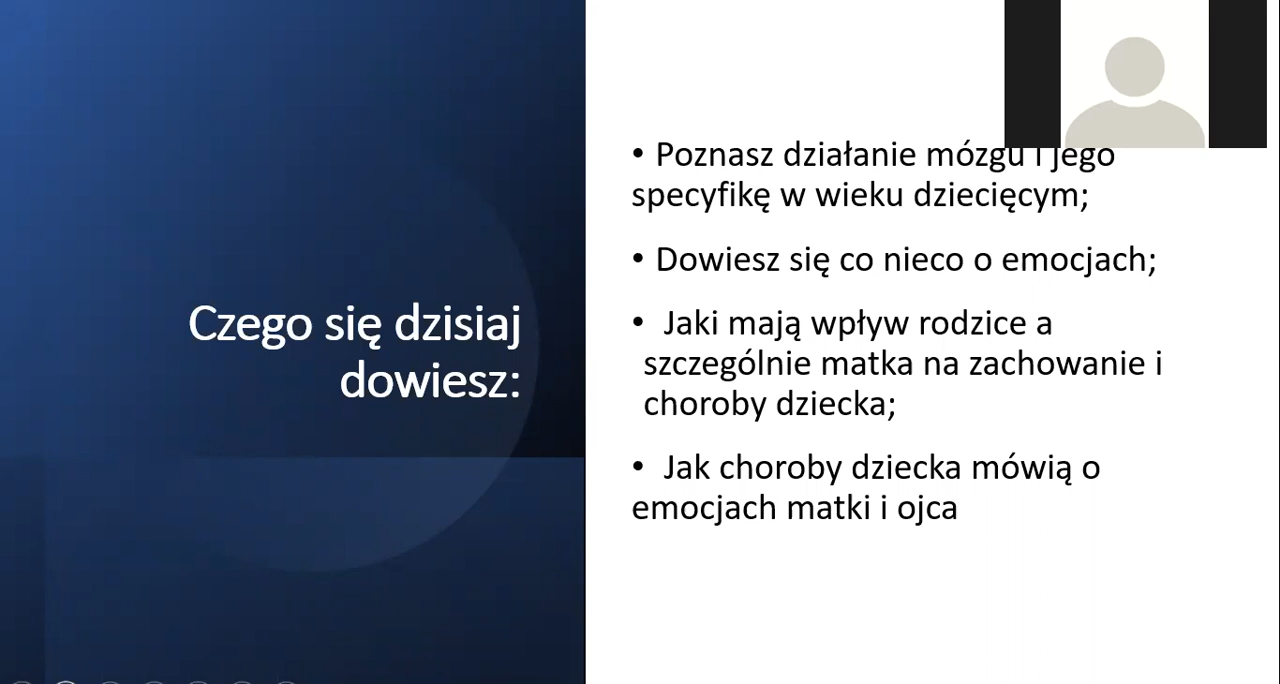 Czego się dzisiaj
dowiesz:
• Poznasz działanie mózgu i jego
specyfikę w wieku dziecięcym;
• Dowiesz się co nieco o emocjach;
• Jaki mają wpływ rodzice a
szczególnie matka na zachowanie i
choroby dziecka;
• Jak choroby dziecka mówią o
emocjach matki i ojca